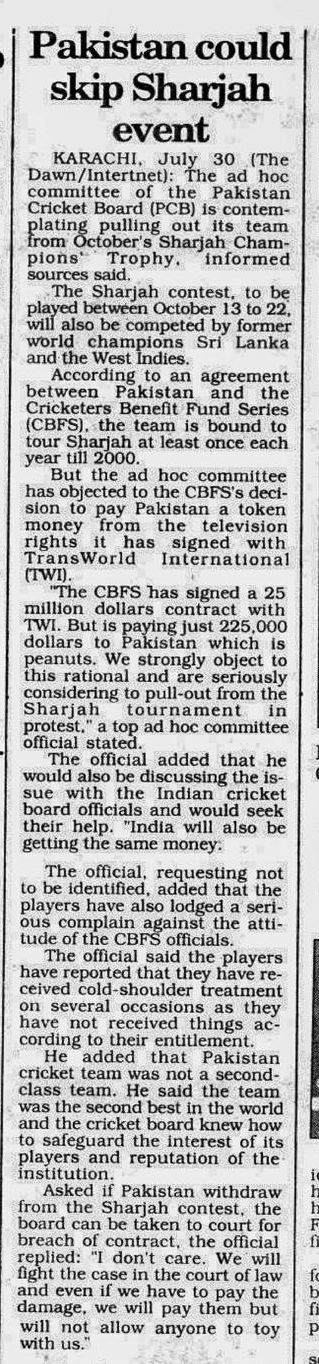 Pakistan could
skip Sharjah
event
KARACHI, July 30 (The
Dawn/Intertnet): The ad hoc
committee of the Pakistan
Cricket Board (PCB) is contem-
plating pulling out its team
from October's Sharjah Cham-
pions' Trophy, informed
sources said.
The Sharjah contest, to be
played between October 13 to 22,
will also be competed by former
world champions Sri Lanka
and the West Indies.
According to an agreement
between Pakistan and the
Cricketers Benefit Fund Series
(CBFS), the team is bound to
tour Sharjah at least once each
year till 2000.
But the ad hoc committee
has objected to the CBFS's deci-
sion to pay Pakistan a token
money from the television
rights it has signed with
TransWorld International
(TWI).
"The CBFS has signed a 25
million dollars contract with
TWI. But is paying just 225,000
dollars to Pakistan which is
peanuts. We strongly object to
this rational and are seriously
considering to pull-out from the
Sharjah tournament in
protest," a top ad hoc committee
official stated.
The official added that he
would also be discussing the is-
sue with the Indian cricket
board officials and would seek
their help. "India will also be
getting the same money.
The official, requesting not
to be identified, added that the
players have also lodged a seri-
ous complain against the atti-
tude of the CBFS officials.
The official said the players
have reported that they have re-
ceived cold-shoulder treatment
on several occasions as they
have not received things ac-
cording to their entitlement.
He added that Pakistan
cricket team was not a second-
class team. He said the team
was the second best in the world
and the cricket board knew how
to safeguard the interest of its
players and reputation of the
institution.
Asked if Pakistan withdraw
from the Sharjah contest, the
board can be taken to court for
breach of contract, the official
replied: "I don't care. We will
fight the case in the court of law
and even if we have to pay the
damage, we will pay them but
will not allow anyone to toy
with us."